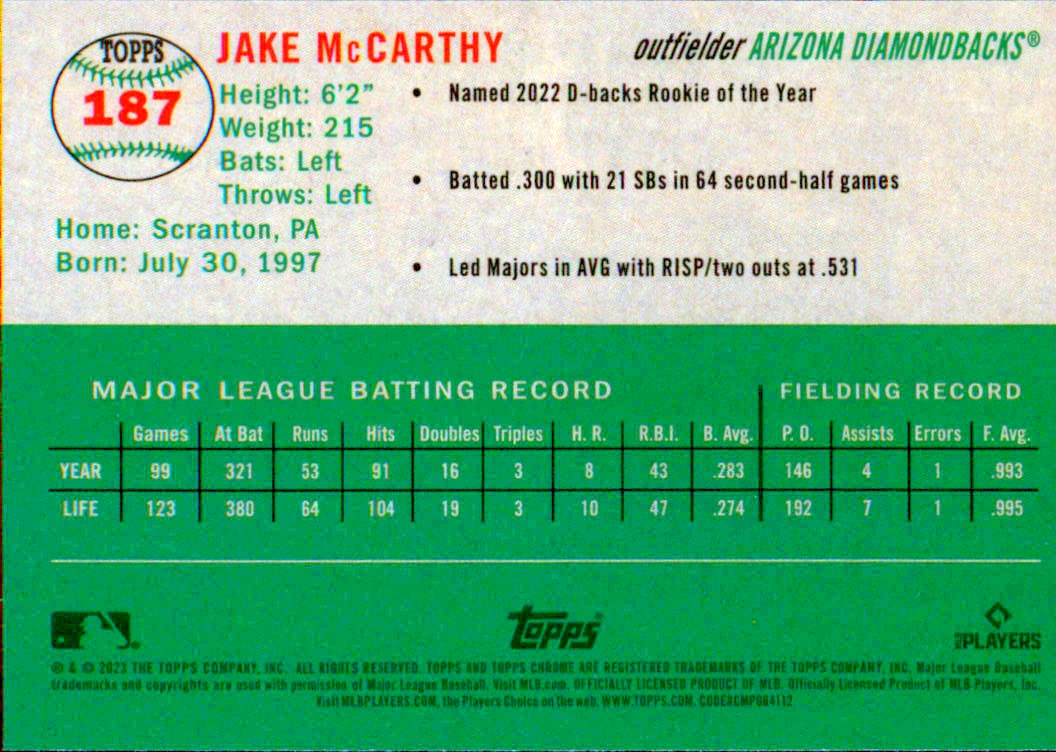 TOPPS
187
JAKE McCARTHY
outfielder ARIZONA DIAMONDBACKS®
Height: 6'2"
Weight: 215
Bats: Left
Throws: Left
Home: Scranton, PA
Born: July 30, 1997
• Named 2022 D-backs Rookie of the Year
• Batted .300 with 21 SBs in 64 second-half games
• Led Majors in AVG with RISP/two outs at .531
MAJOR LEAGUE BATTING RECORD FIELDING RECORD
Games At Bat Runs Hits Doubles Triples H. R. R.B.I. B. Avg. P. O. Assists Errors F. Avg.
YEAR 99 321 53 91 16 3 8 43 .283 146 4 1 .993
LIFE 123 380 64 104 19 3 10 47 .274 192 7 1 .995
topps
PLAYERS
® & © 2023 THE TOPPS COMPANY, INC. ALL RIGHTS RESERVED. TOPPS AND TOPPS CHROME ARE REGISTERED TRADEMARKS OF THE TOPPS COMPANY, INC. Major League Baseball
trademarks and copyrights are used with permission of Major League Baseball. Visit MLB.com. OFFICIALLY LICENSED PRODUCT OF MLB. Officially Licensed Product of MLB Players, Inc.
Visit MLBPLAYERS.COM, the Players Choice on the web. WWW.TOPPS.COM. CODE#CMP084112